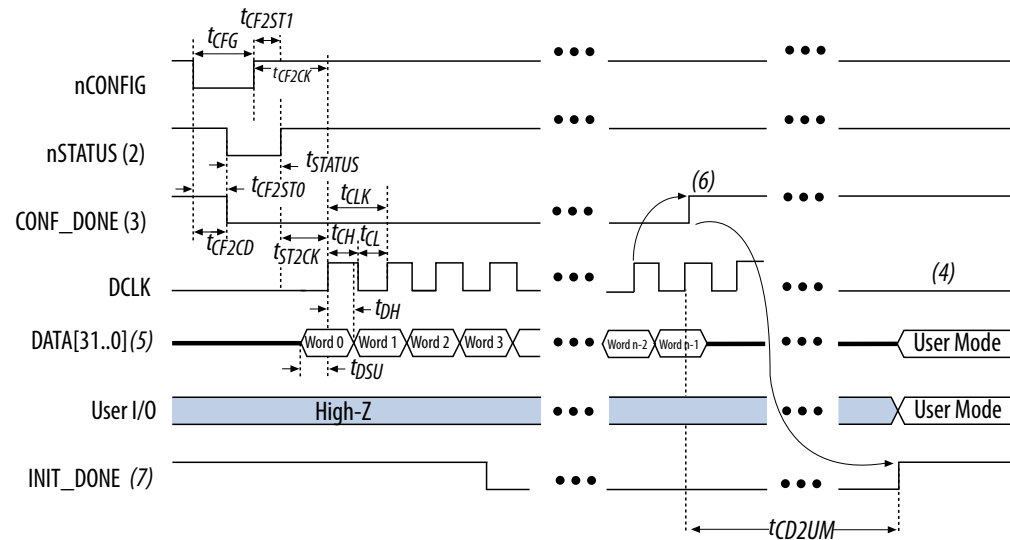 tCF2ST1
tCFG
nCONFIG
tCF2CK
nSTATUS (2)
tSTATUS
tCF2ST0
tCLK
(6)
CONF_DONE (3)
tCF2CD
tST2CK
tCH
tCL
DCLK
(4)
tDH
DATA[31..0](5)
Word 0
Word 1
Word 2
Word 3
Word n-2
Word n-1
User Mode
tDSU
User I/O
High-Z
User Mode
INIT_DONE (7)
tCD2UM